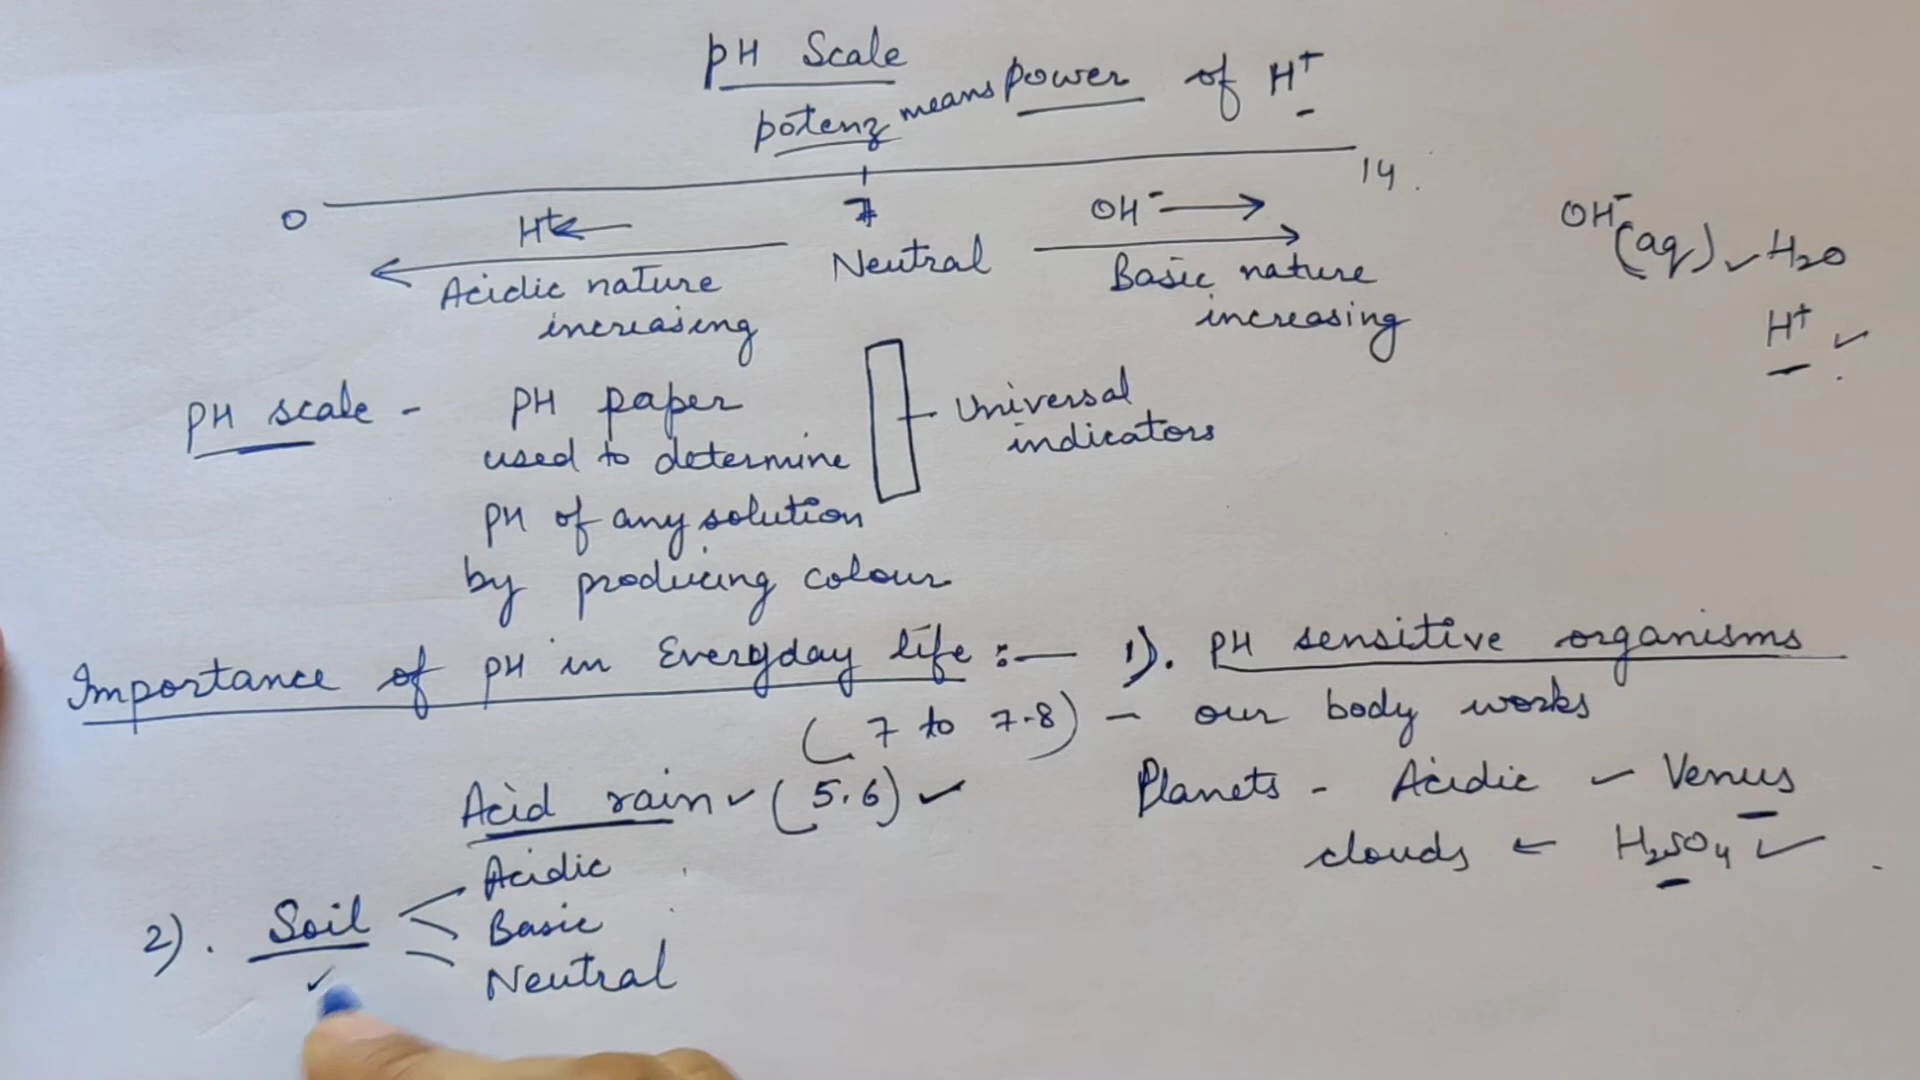 pH Scale
potenz means power of H⁺
0 7 14
H⁺ ← OH⁻ →
Acidic nature increasing
Neutral
Basic nature increasing
OH⁻(aq) ✓ H₂O
H⁺ ✓
pH scale - pH paper
used to determine
pH of any solution
by producing colour
Universal
indicators
Importance of pH in Everyday life :— 1). pH sensitive organisms
(7 to 7.8) — our body works
Acid rain ✓ (5.6) ✓
Planets - Acidic - Venus
clouds ← H₂SO₄ ✓
2). Soil
Acidic
Basic
Neutral